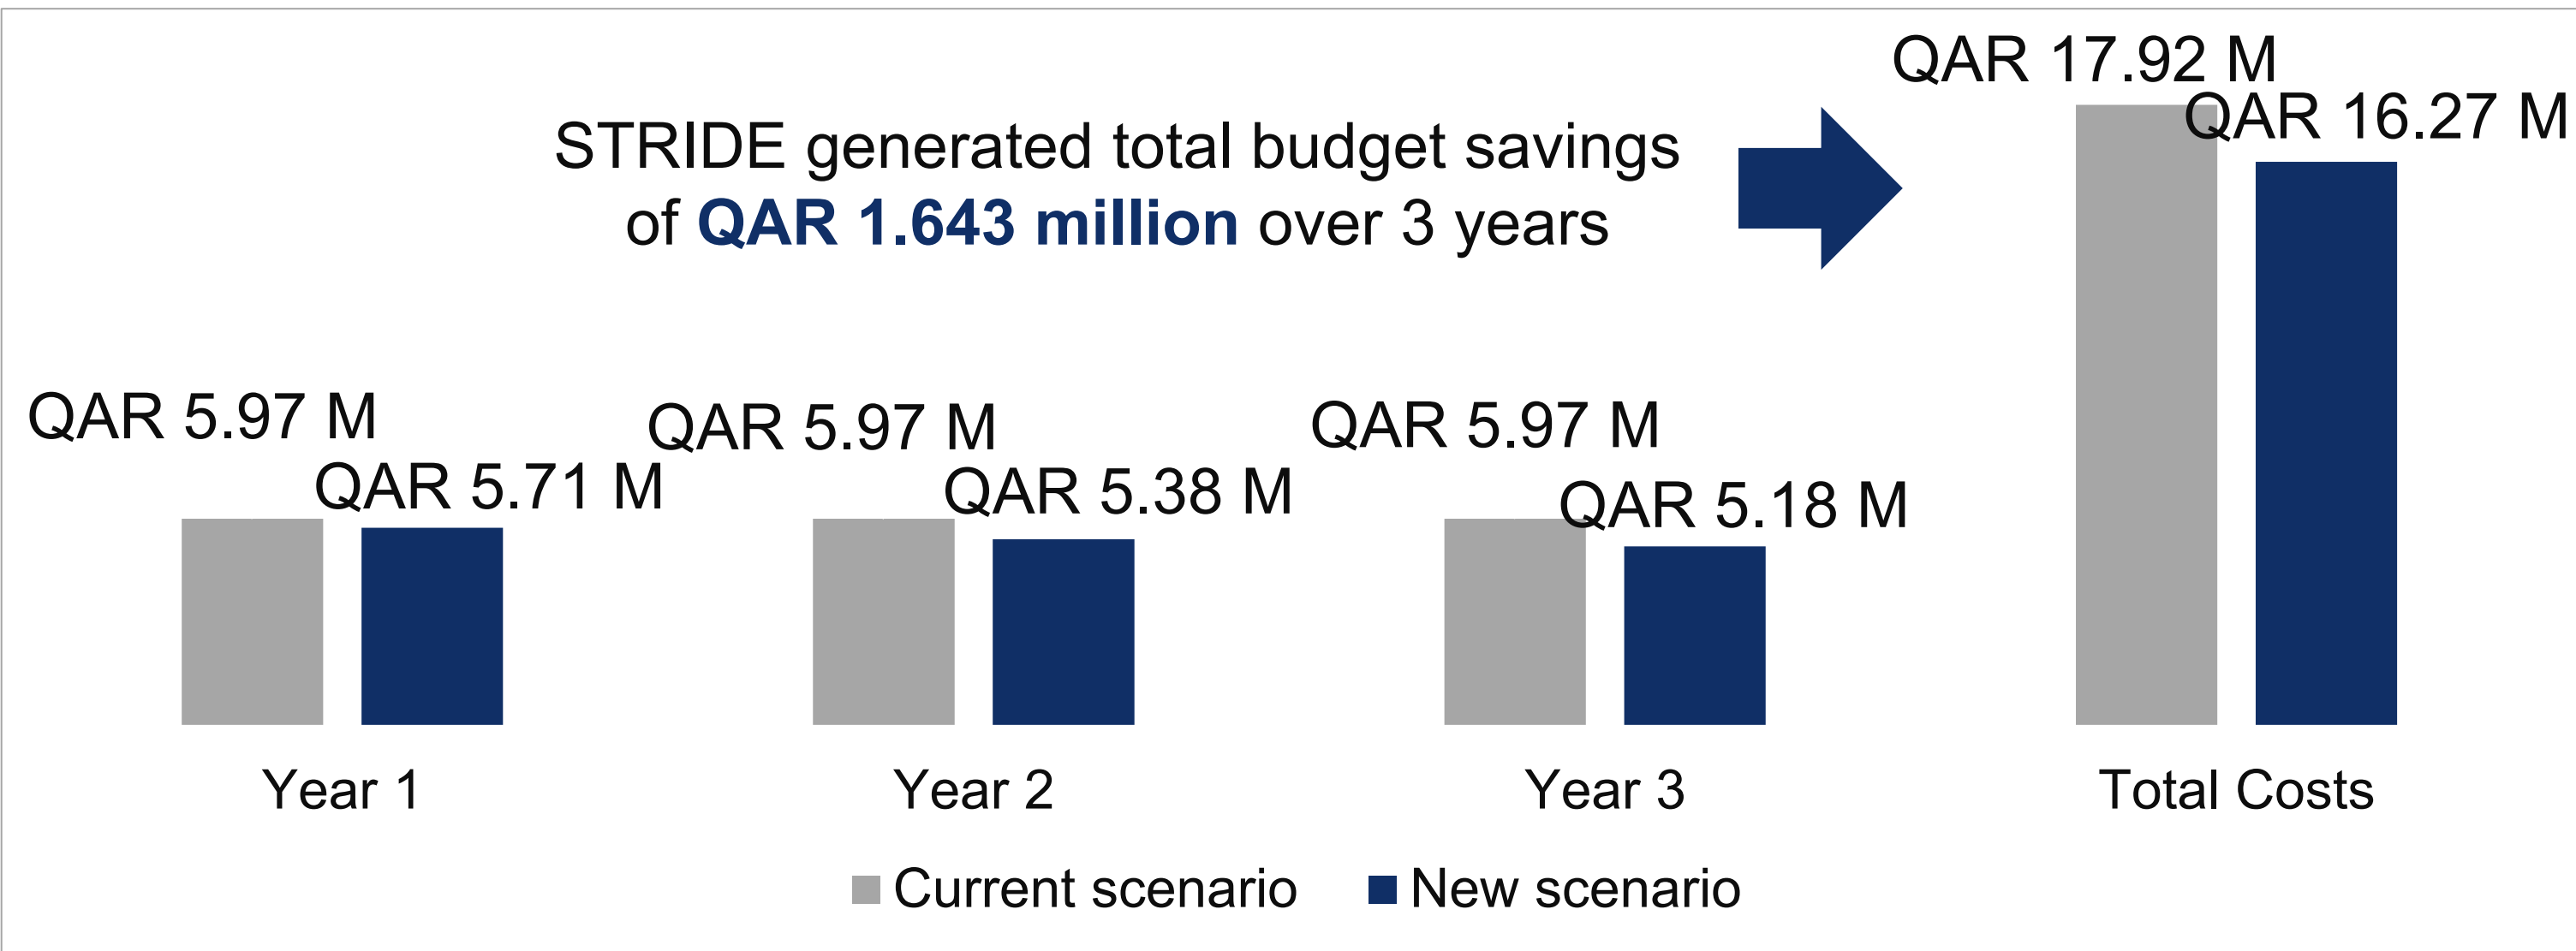 QAR 17.92 M
QAR 16.27 M
STRIDE generated total budget savings
of QAR 1.643 million over 3 years
QAR 5.97 M
QAR 5.71 M
QAR 5.97 M
QAR 5.38 M
QAR 5.97 M
QAR 5.18 M
Year 1
Year 2
Year 3
Total Costs
Current scenario
New scenario